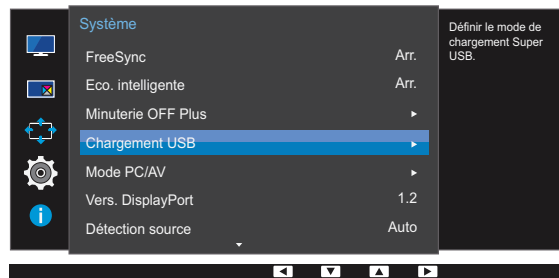 Système
FreeSync Arr.
Eco. intelligente Arr.
Minuterie OFF Plus
Chargement USB
Mode PC/AV
Vers. DisplayPort 1.2
Détection source Auto
Définir le mode de
chargement Super
USB.